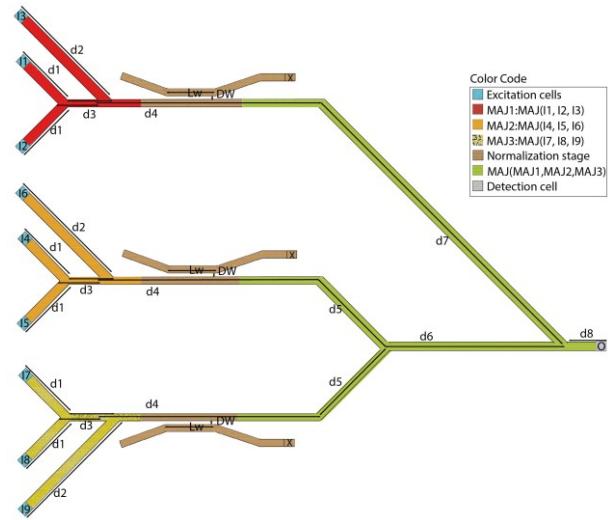 I3
d2
I1
d1
Lw
DW
X
d3
d4
d1
I2
Color Code
Excitation cells
MAJ1:MAJ(I1, I2, I3)
MAJ2:MAJ(I4, I5, I6)
MAJ3:MAJ(I7, I8, I9)
Normalization stage
MAJ(MAJ1,MAJ2,MAJ3)
Detection cell
I6
d2
I4
d1
Lw
DW
X
d3
d4
d1
I5
d7
d5
d6
d8
O
d5
I7
d1
d4
d3
Lw
DW
X
d1
I8
d2
I9